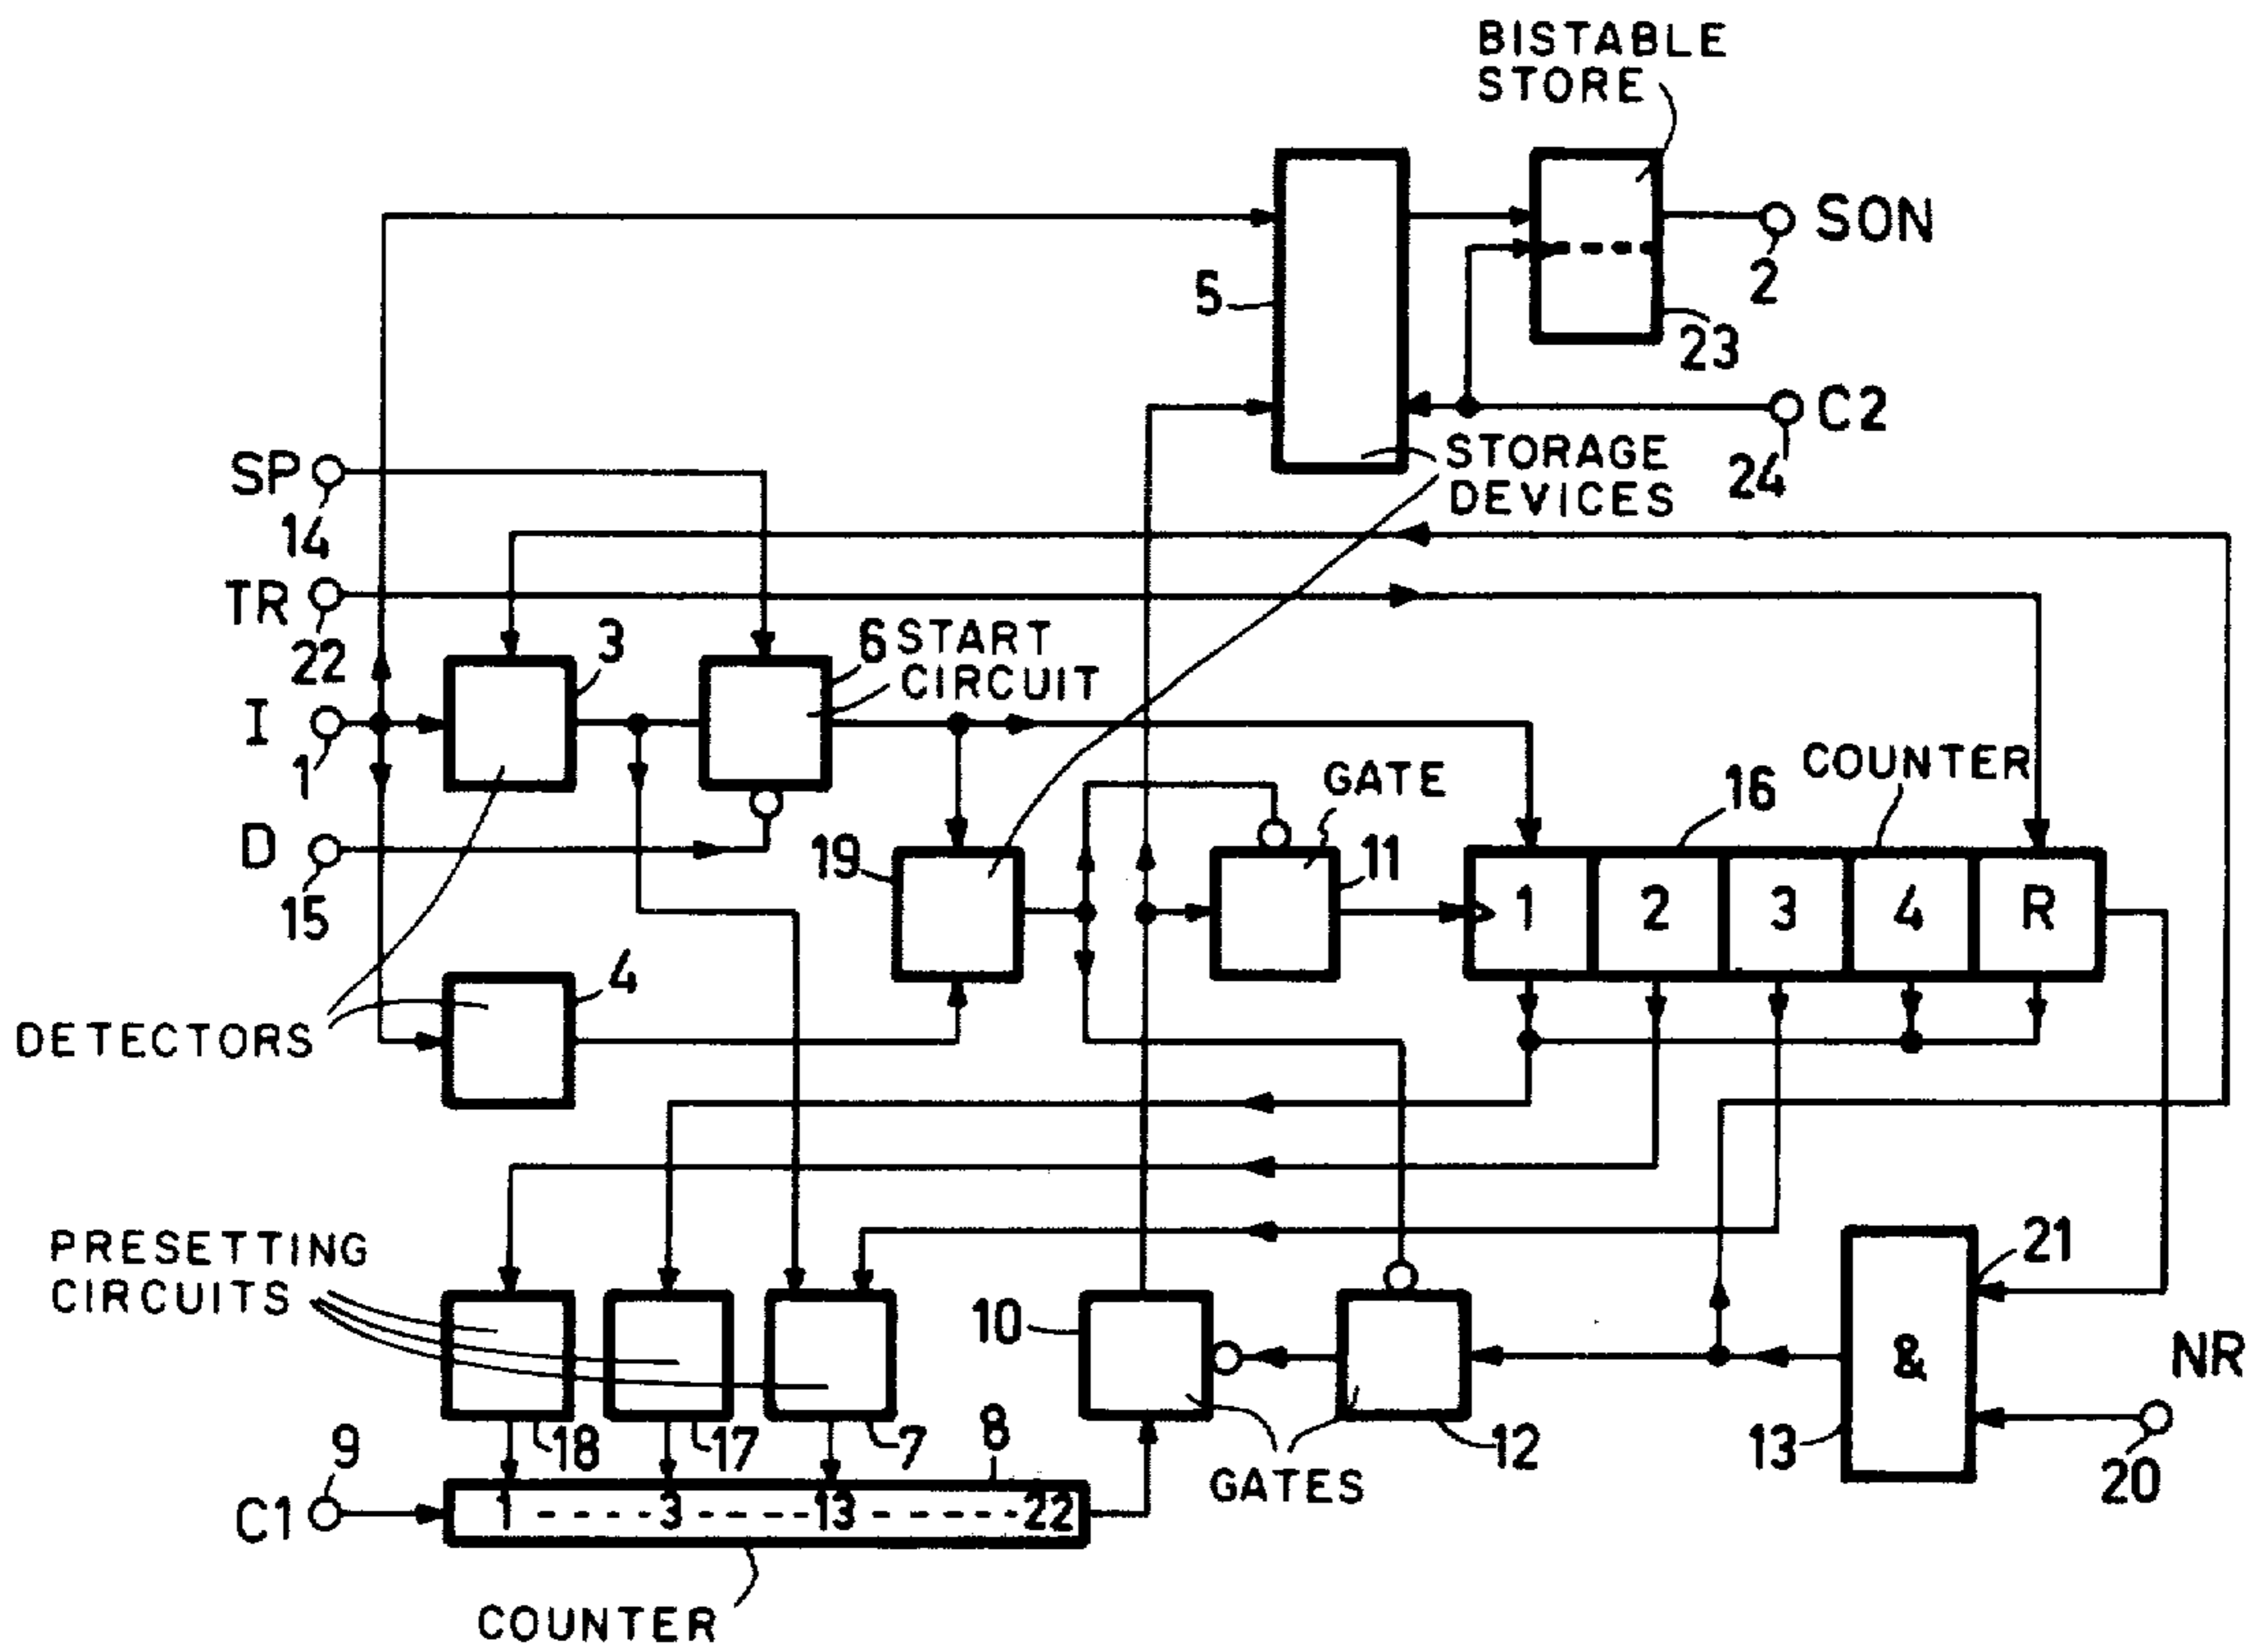 BISTABLE
STORE
SON
2
5
23
C2
24
STORAGE
DEVICES
SP
14
TR
22
3
6 START
CIRCUIT
I
1
GATE
16
COUNTER
D
15
19
11
1 2 3 4 R
4
DETECTORS
PRESETTING
CIRCUITS
21
10
&
NR
18
17
7
8
12
13
20
9
GATES
C1
1 3 13 22
COUNTER